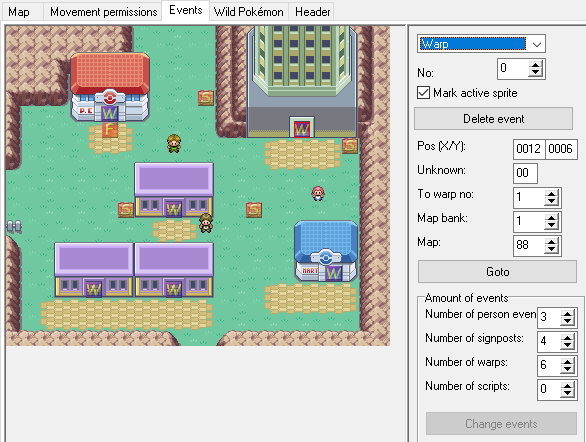 Map Movement permissions Events Wild Pokémon Header
Warp
No: 0
Mark active sprite
Delete event
Pos (X/Y): 0012 0006
Unknown: 00
To warp no: 1
Map bank: 1
Map: 88
Goto
Amount of events
Number of person even 3
Number of signposts: 4
Number of warps: 6
Number of scripts: 0
Change events
P.C
W
F
S
W
S
S
W
S
MART W
W W